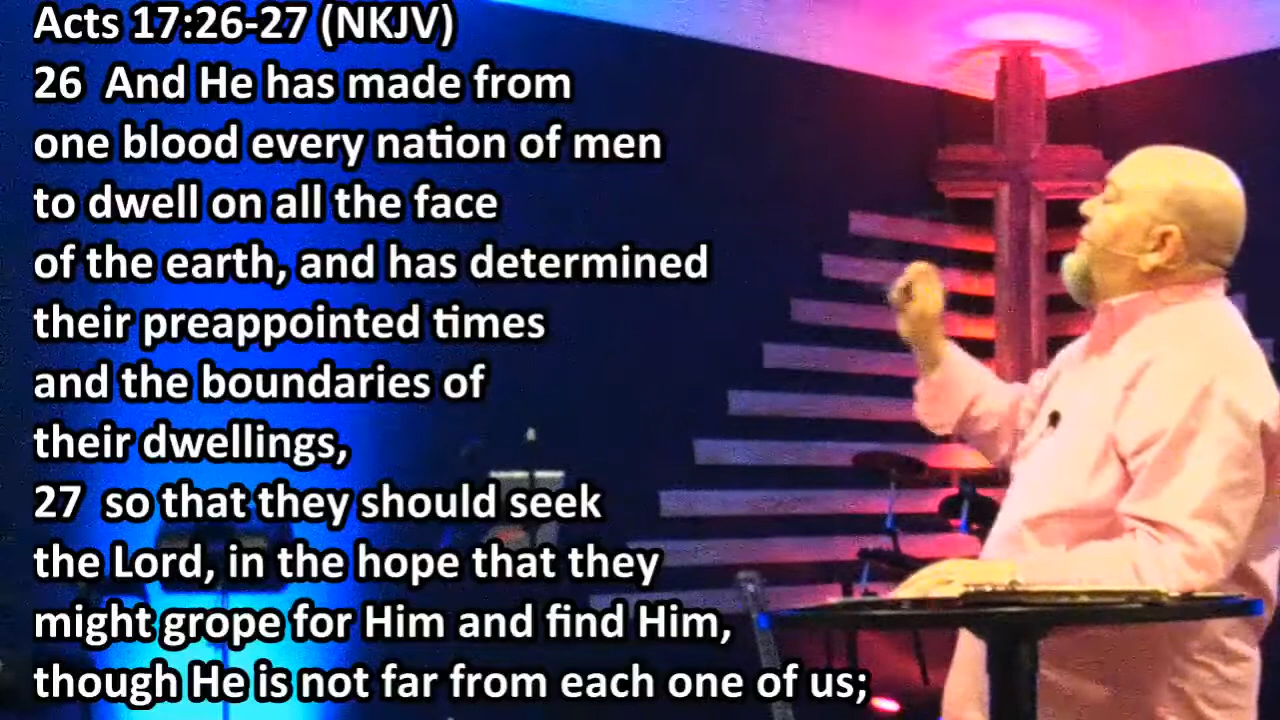 Acts 17:26-27 (NKJV)
26  And He has made from
one blood every nation of men
to dwell on all the face
of the earth, and has determined
their preappointed times
and the boundaries of
their dwellings,
27  so that they should seek
the Lord, in the hope that they
might grope for Him and find Him,
though He is not far from each one of us;